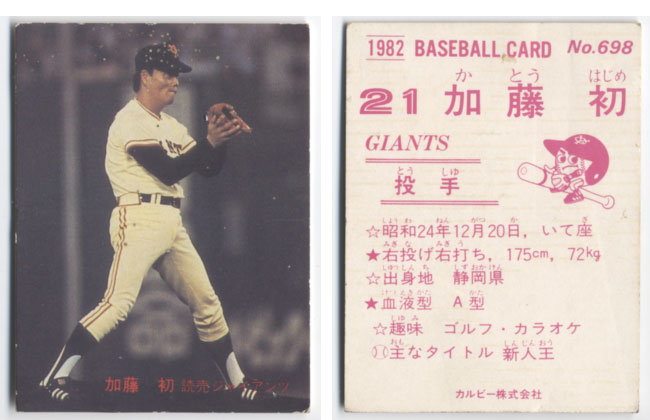 加藤 初 読売ジャイアンツ
1982 BASEBALL CARD No.698
か とう はじめ
21 加藤 初
GIANTS
とう しゅ
投手
しょうわ ねん がつ か ざ
☆昭和24年12月20日，いて座
みぎな みぎう
★右投げ右打ち，175cm，72kg
しゅっしんち しずおかけん
☆出身地 静岡県
けつえきがた がた
★血液型 A型
しゅみ
☆趣味 ゴルフ・カラオケ
おも しんじんおう
主なタイトル 新人王
カルビー株式会社